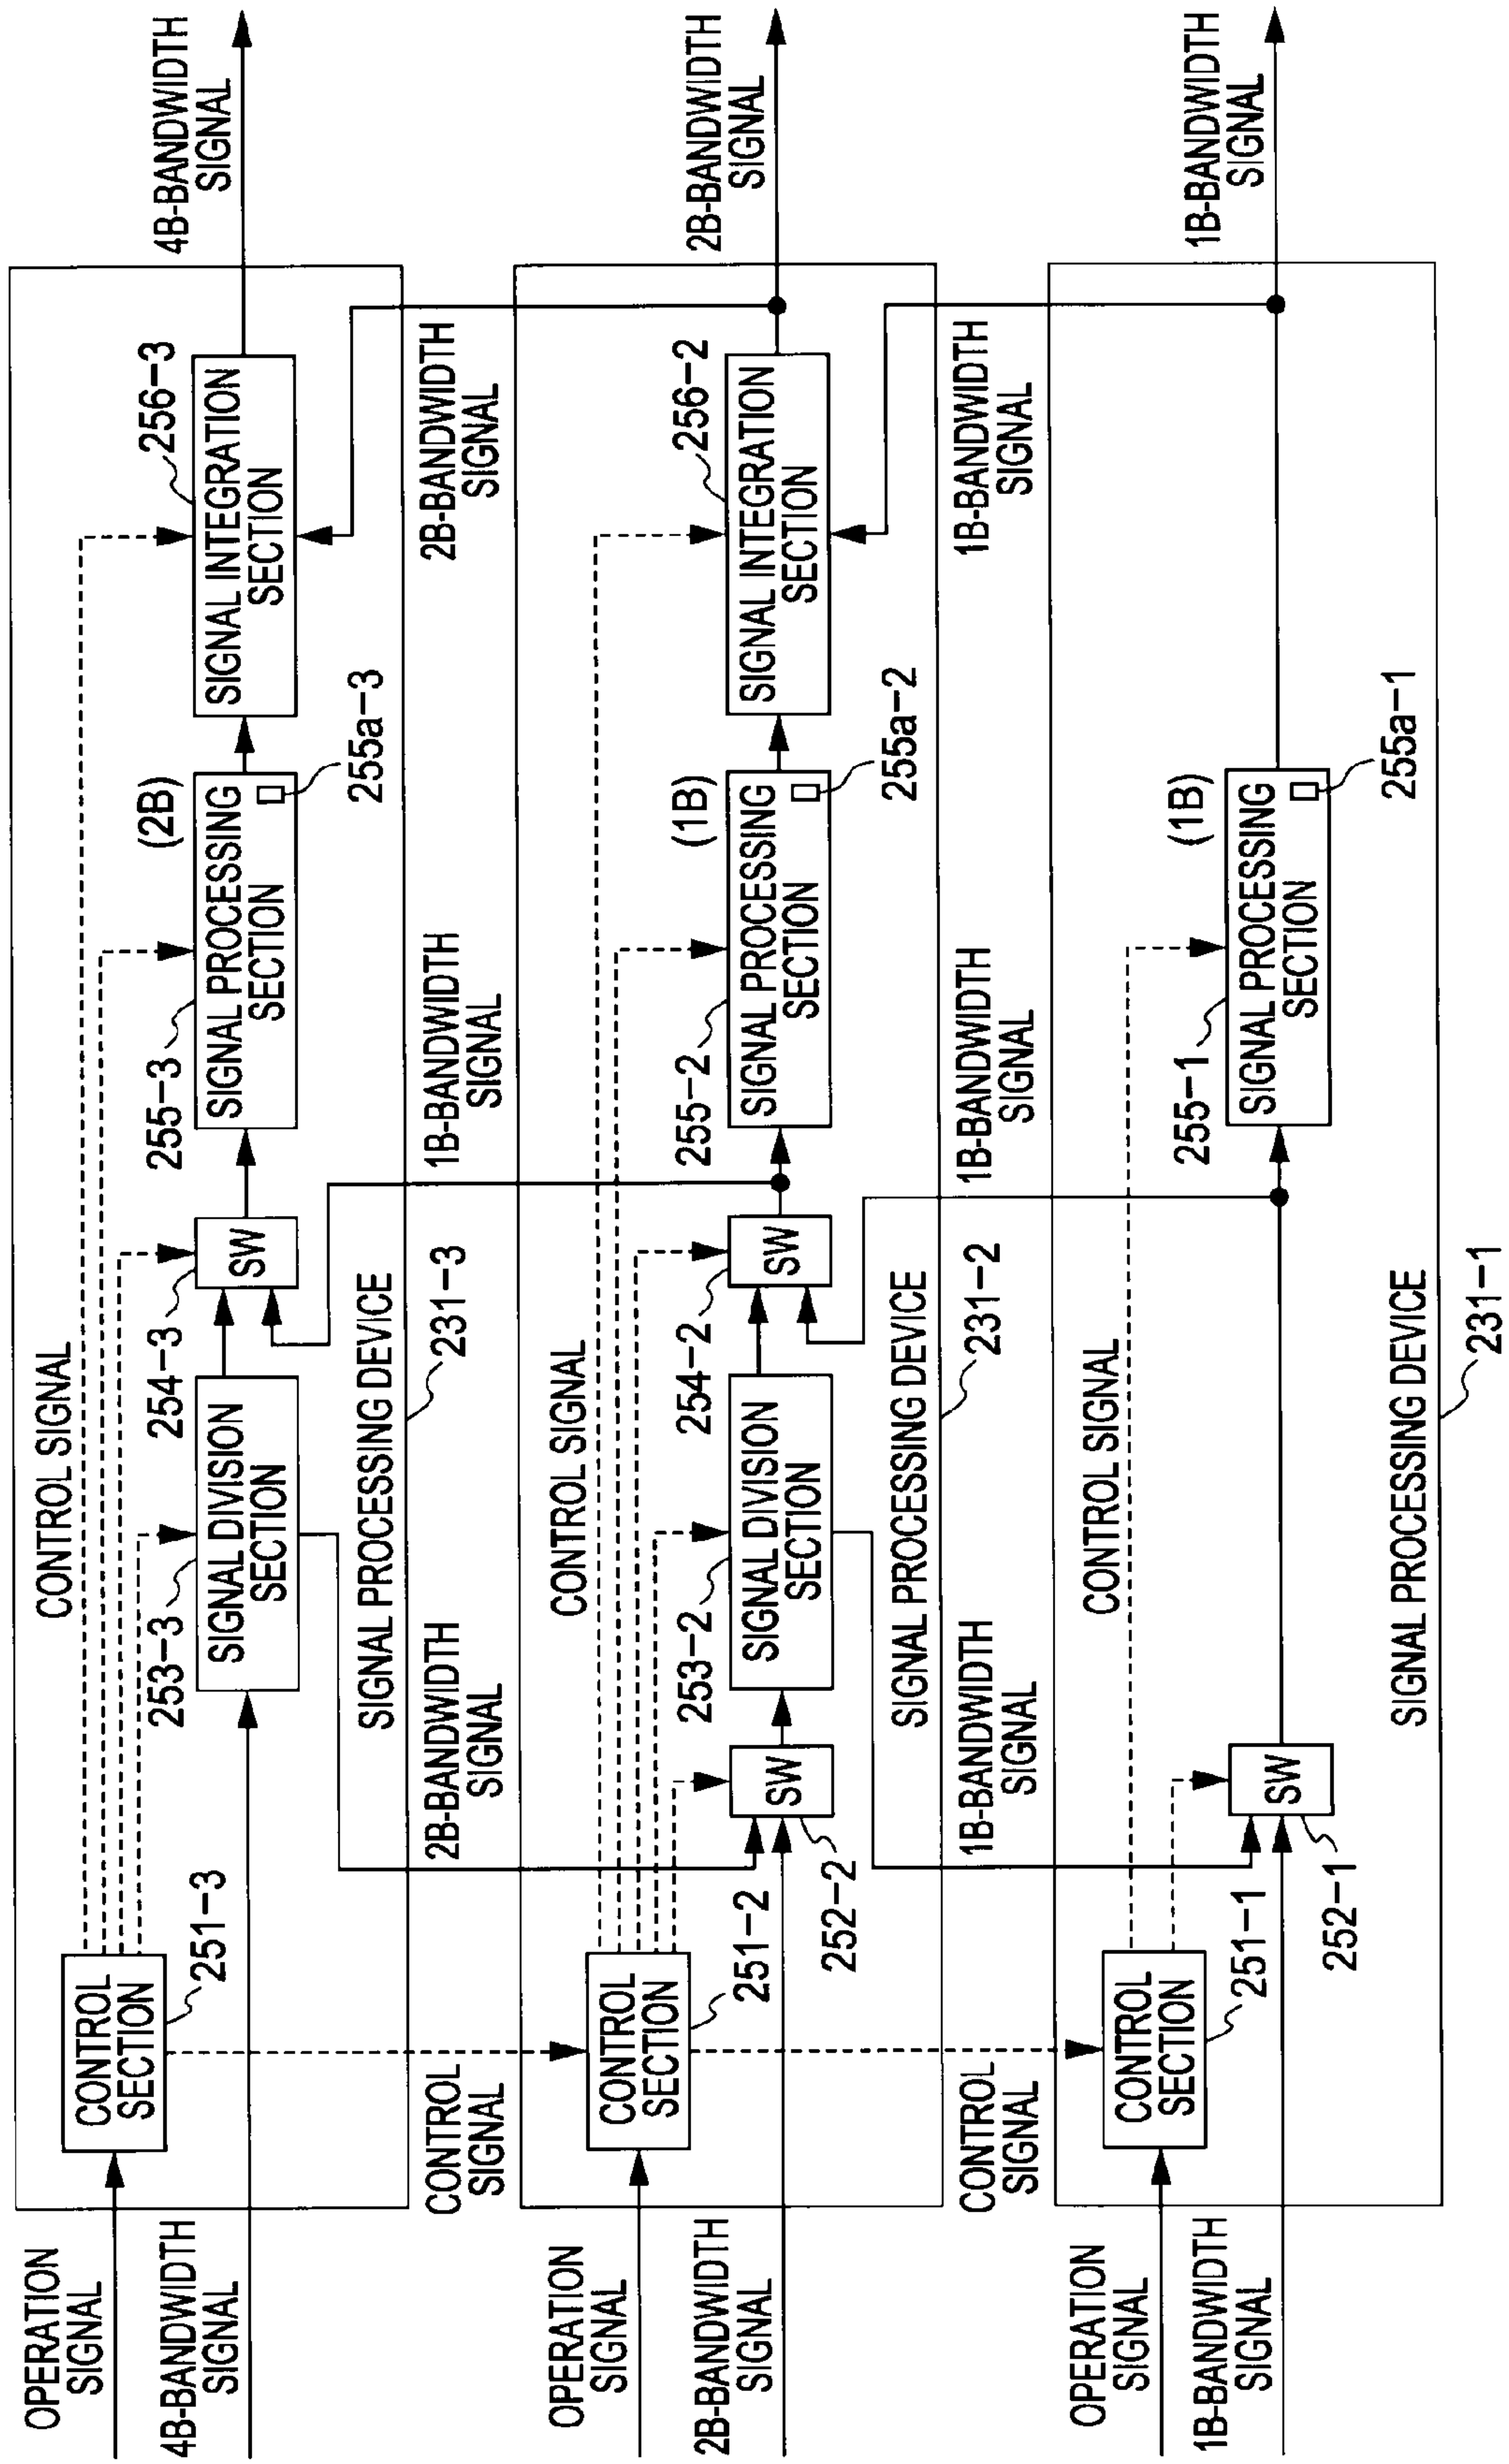 OPERATION
SIGNAL
4B-BANDWIDTH
SIGNAL
CONTROL
SECTION
251-3
CONTROL SIGNAL
253-3
SIGNAL DIVISION
SECTION
254-3
SW
255-3
SIGNAL PROCESSING
SECTION
(2B)
255a-3
256-3
SIGNAL INTEGRATION
SECTION
4B-BANDWIDTH
SIGNAL
SIGNAL PROCESSING DEVICE
231-3
CONTROL
SIGNAL
2B-BANDWIDTH
SIGNAL
1B-BANDWIDTH
SIGNAL
2B-BANDWIDTH
SIGNAL
OPERATION
SIGNAL
2B-BANDWIDTH
SIGNAL
CONTROL
SECTION
251-2
CONTROL SIGNAL
252-2
SW
253-2
SIGNAL DIVISION
SECTION
254-2
SW
255-2
SIGNAL PROCESSING
SECTION
(1B)
255a-2
256-2
SIGNAL INTEGRATION
SECTION
2B-BANDWIDTH
SIGNAL
SIGNAL PROCESSING DEVICE
231-2
CONTROL
SIGNAL
1B-BANDWIDTH
SIGNAL
1B-BANDWIDTH
SIGNAL
1B-BANDWIDTH
SIGNAL
OPERATION
SIGNAL
1B-BANDWIDTH
SIGNAL
CONTROL
SECTION
251-1
CONTROL SIGNAL
252-1
SW
255-1
SIGNAL PROCESSING
SECTION
(1B)
255a-1
1B-BANDWIDTH
SIGNAL
SIGNAL PROCESSING DEVICE
231-1